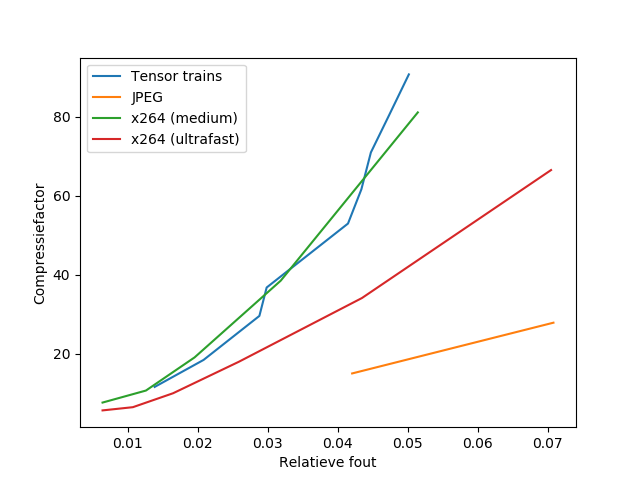 Tensor trains
JPEG
x264 (medium)
x264 (ultrafast)
80
60
40
20
Compressiefactor
0.01 0.02 0.03 0.04 0.05 0.06 0.07
Relatieve fout